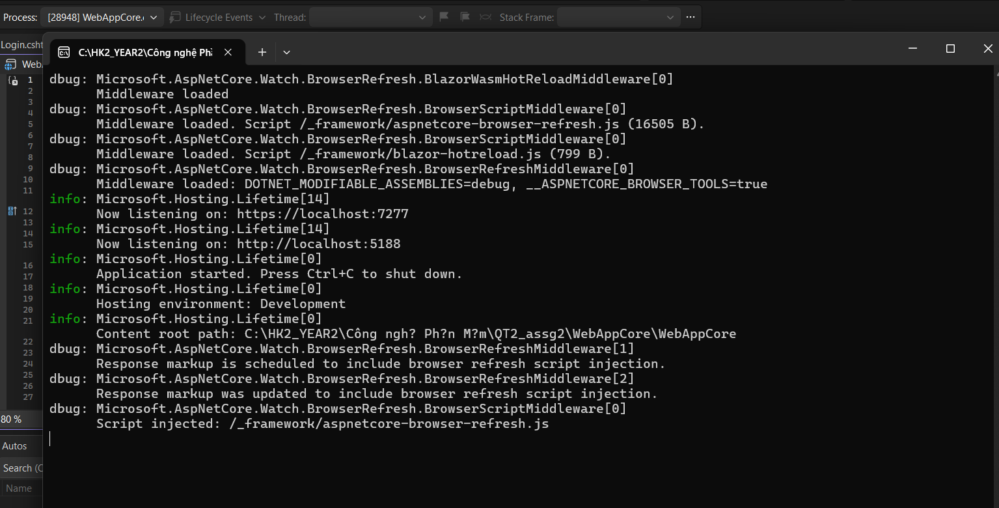 Process: [28948] WebAppCore. Lifecycle Events Thread: Stack Frame:
Login.csht
C:\HK2_YEAR2\Công nghệ Ph
Web
1
2
3
4
5
6
7
8
9
10
11
12
13
14
15
16
17
18
19
20
21
22
23
24
25
26
27
80 %
Autos
Search (C
Name
dbug: Microsoft.AspNetCore.Watch.BrowserRefresh.BlazorWasmHotReloadMiddleware[0]
Middleware loaded
dbug: Microsoft.AspNetCore.Watch.BrowserRefresh.BrowserScriptMiddleware[0]
Middleware loaded. Script /_framework/aspnetcore-browser-refresh.js (16505 B).
dbug: Microsoft.AspNetCore.Watch.BrowserRefresh.BrowserScriptMiddleware[0]
Middleware loaded. Script /_framework/blazor-hotreload.js (799 B).
dbug: Microsoft.AspNetCore.Watch.BrowserRefresh.BrowserRefreshMiddleware[0]
Middleware loaded: DOTNET_MODIFIABLE_ASSEMBLIES=debug, __ASPNETCORE_BROWSER_TOOLS=true
info: Microsoft.Hosting.Lifetime[14]
Now listening on: https://localhost:7277
info: Microsoft.Hosting.Lifetime[14]
Now listening on: http://localhost:5188
info: Microsoft.Hosting.Lifetime[0]
Application started. Press Ctrl+C to shut down.
info: Microsoft.Hosting.Lifetime[0]
Hosting environment: Development
info: Microsoft.Hosting.Lifetime[0]
Content root path: C:\HK2_YEAR2\Công ngh? Ph?n M?m\QT2_assg2\WebAppCore\WebAppCore
dbug: Microsoft.AspNetCore.Watch.BrowserRefresh.BrowserRefreshMiddleware[1]
Response markup is scheduled to include browser refresh script injection.
dbug: Microsoft.AspNetCore.Watch.BrowserRefresh.BrowserRefreshMiddleware[2]
Response markup was updated to include browser refresh script injection.
dbug: Microsoft.AspNetCore.Watch.BrowserRefresh.BrowserScriptMiddleware[0]
Script injected: /_framework/aspnetcore-browser-refresh.js